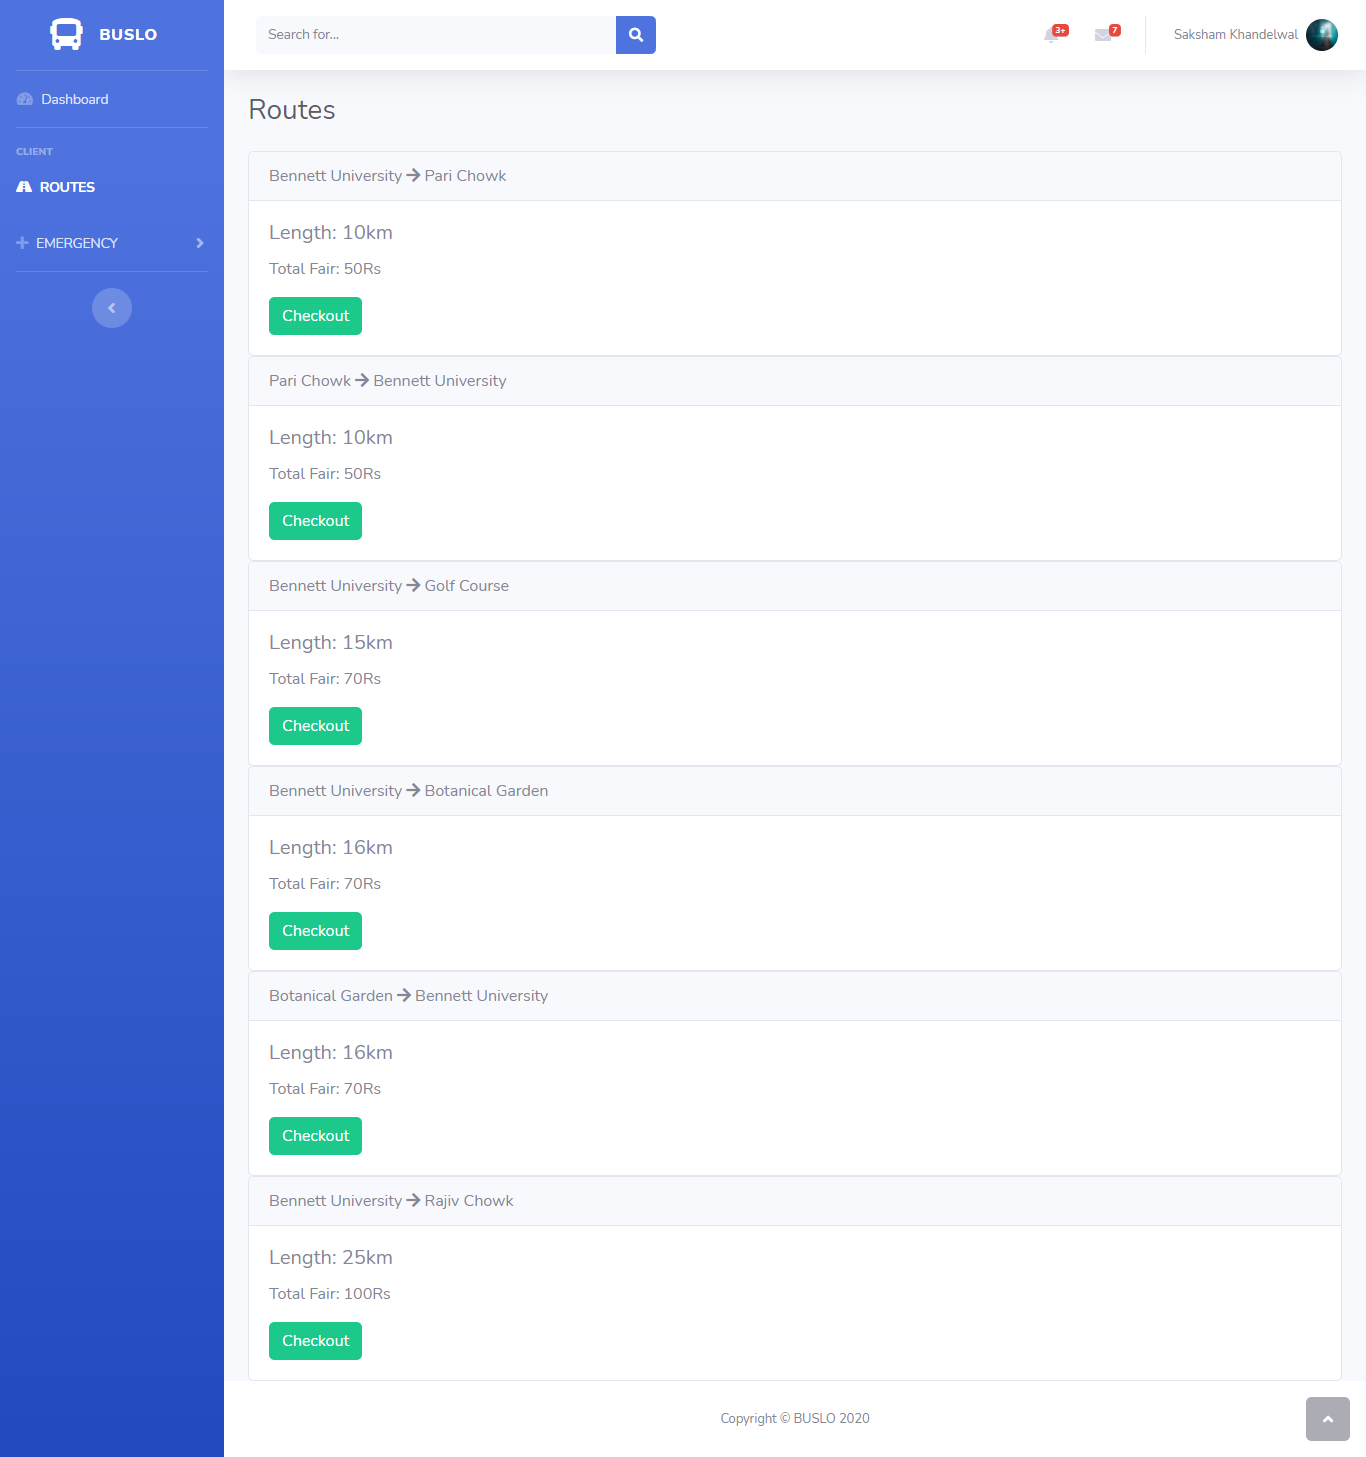 BUSLO
Search for...
3+
7
Saksham Khandelwal
Dashboard
CLIENT
ROUTES
EMERGENCY
Routes
Bennett University → Pari Chowk
Length: 10km
Total Fair: 50Rs
Checkout
Pari Chowk → Bennett University
Length: 10km
Total Fair: 50Rs
Checkout
Bennett University → Golf Course
Length: 15km
Total Fair: 70Rs
Checkout
Bennett University → Botanical Garden
Length: 16km
Total Fair: 70Rs
Checkout
Botanical Garden → Bennett University
Length: 16km
Total Fair: 70Rs
Checkout
Bennett University → Rajiv Chowk
Length: 25km
Total Fair: 100Rs
Checkout
Copyright © BUSLO 2020